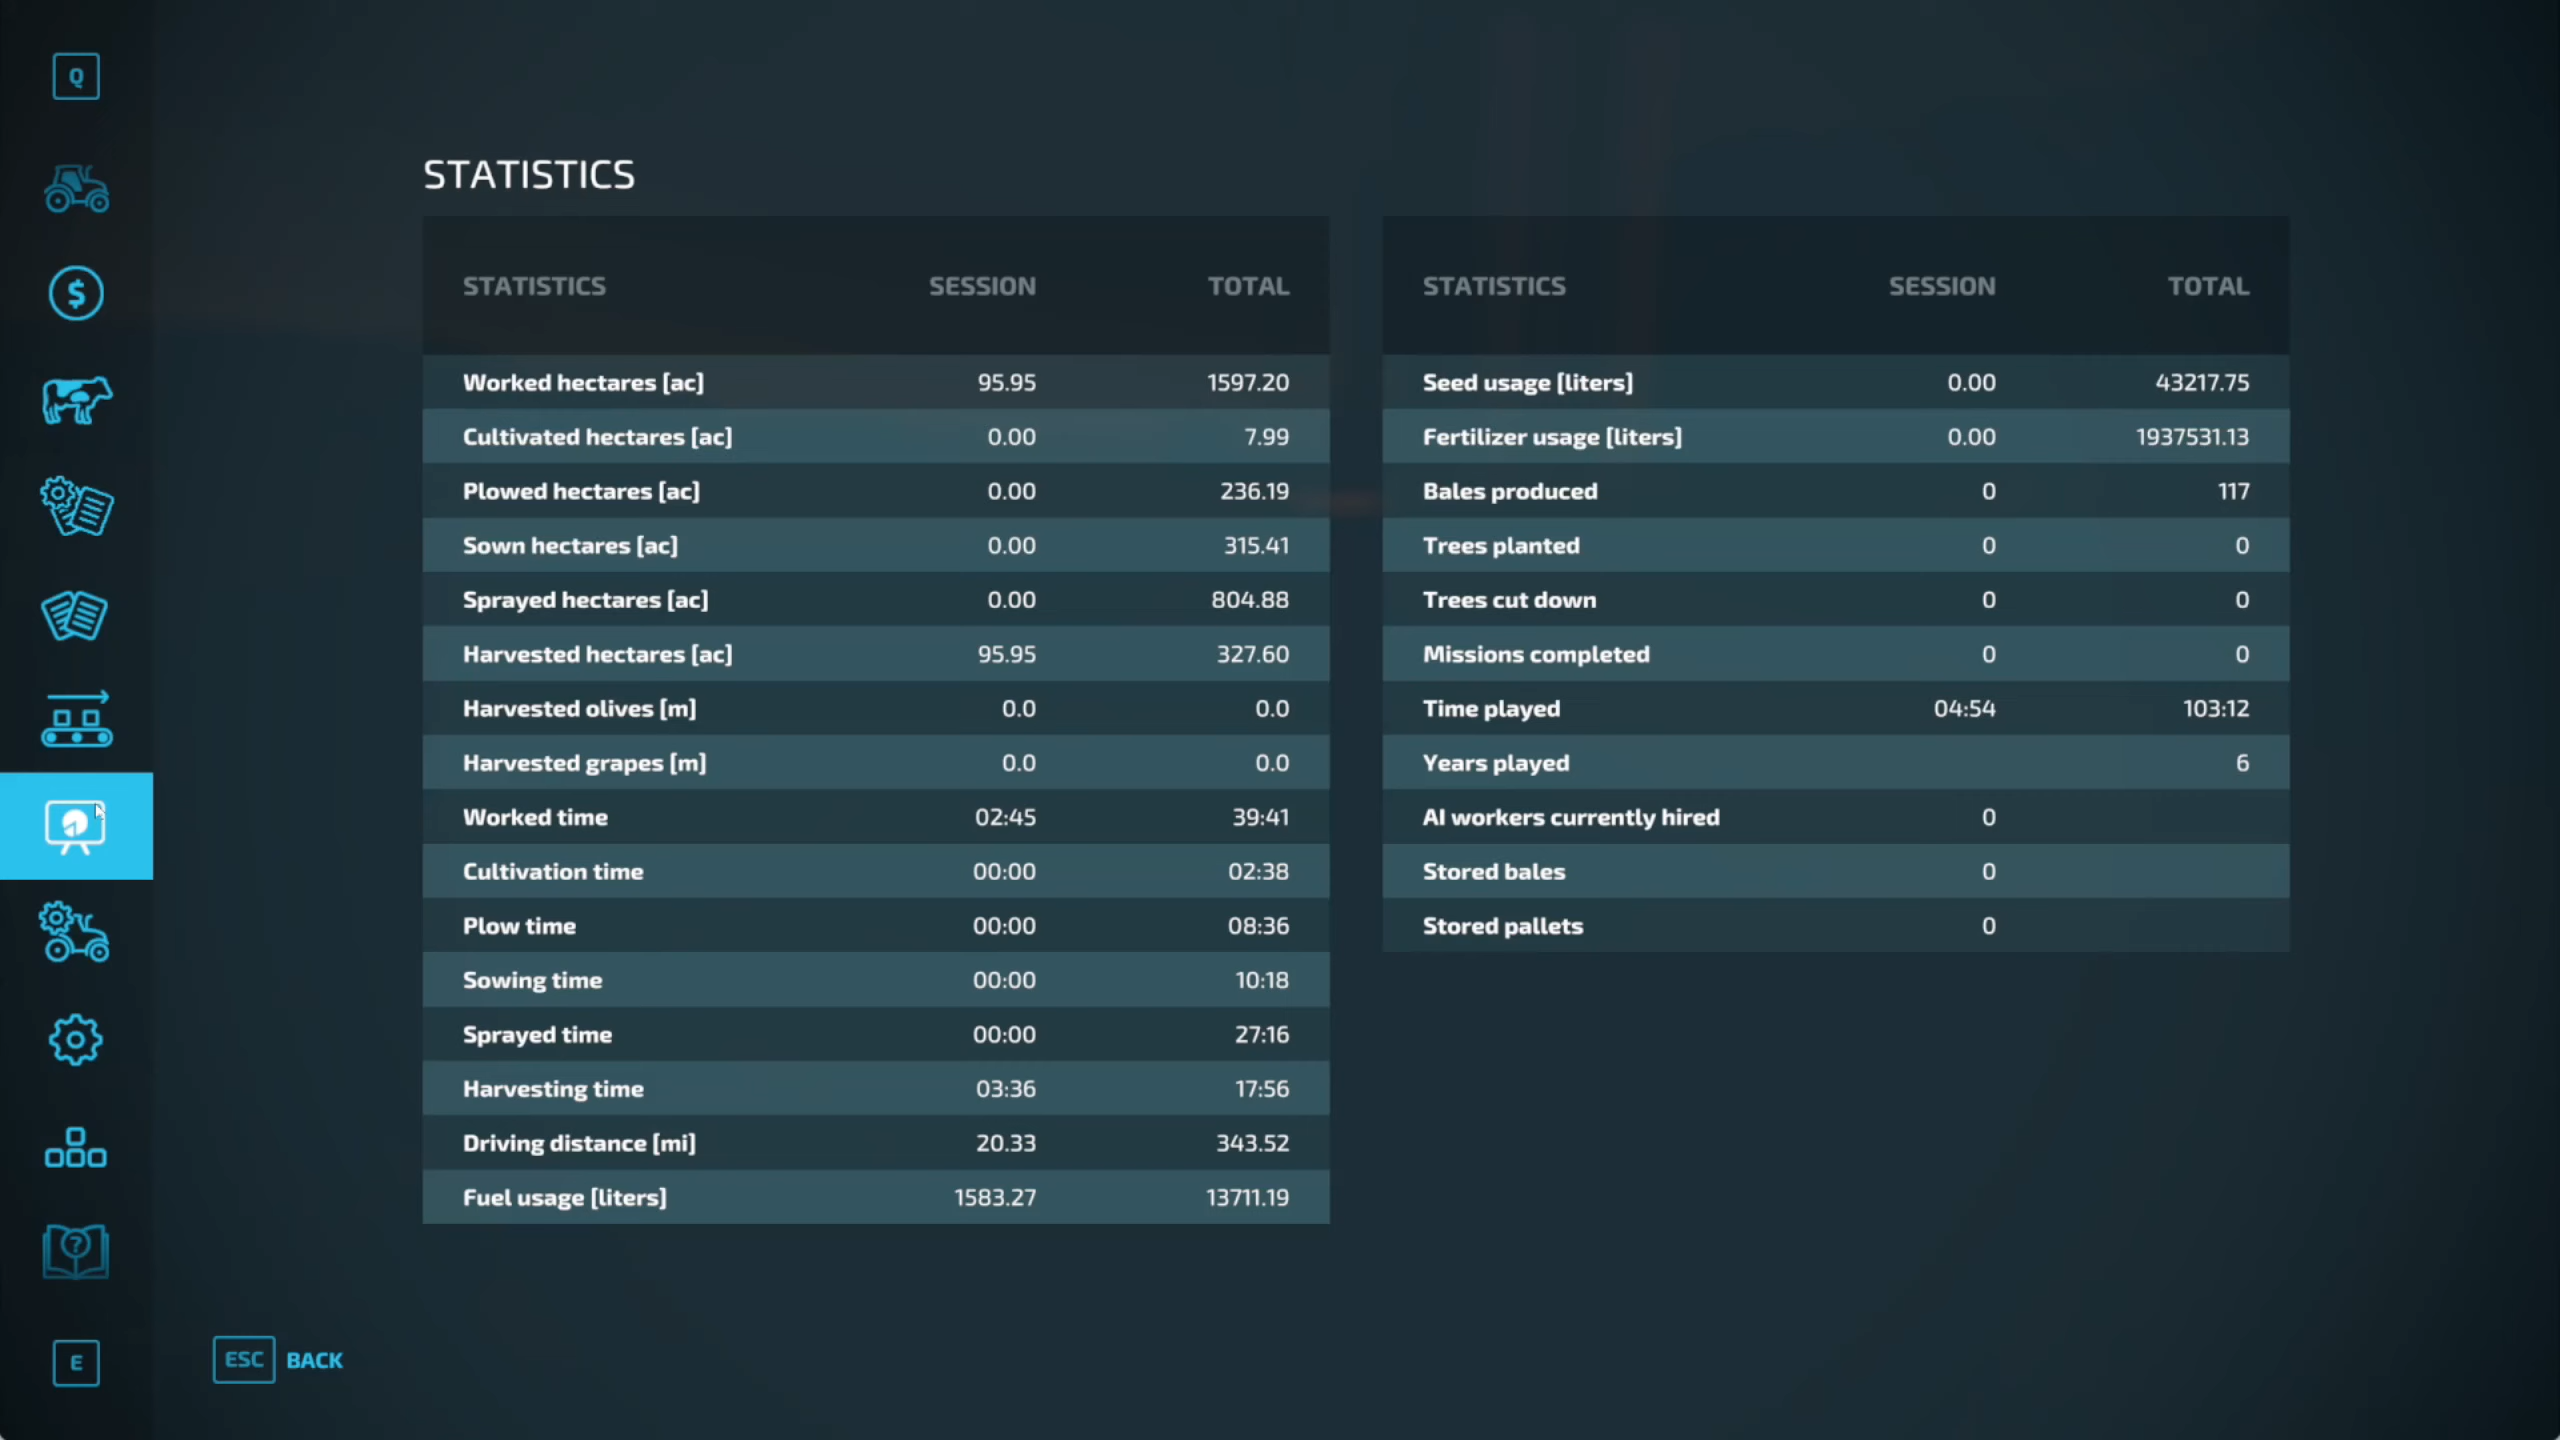 Q
STATISTICS
STATISTICS SESSION TOTAL
Worked hectares [ac] 95.95 1597.20
Cultivated hectares [ac] 0.00 7.99
Plowed hectares [ac] 0.00 236.19
Sown hectares [ac] 0.00 315.41
Sprayed hectares [ac] 0.00 804.88
Harvested hectares [ac] 95.95 327.60
Harvested olives [m] 0.0 0.0
Harvested grapes [m] 0.0 0.0
Worked time 02:45 39:41
Cultivation time 00:00 02:38
Plow time 00:00 08:36
Sowing time 00:00 10:18
Sprayed time 00:00 27:16
Harvesting time 03:36 17:56
Driving distance [mi] 20.33 343.52
Fuel usage [liters] 1583.27 13711.19
STATISTICS SESSION TOTAL
Seed usage [liters] 0.00 43217.75
Fertilizer usage [liters] 0.00 1937531.13
Bales produced 0 117
Trees planted 0 0
Trees cut down 0 0
Missions completed 0 0
Time played 04:54 103:12
Years played 6
AI workers currently hired 0
Stored bales 0
Stored pallets 0
E
ESC BACK